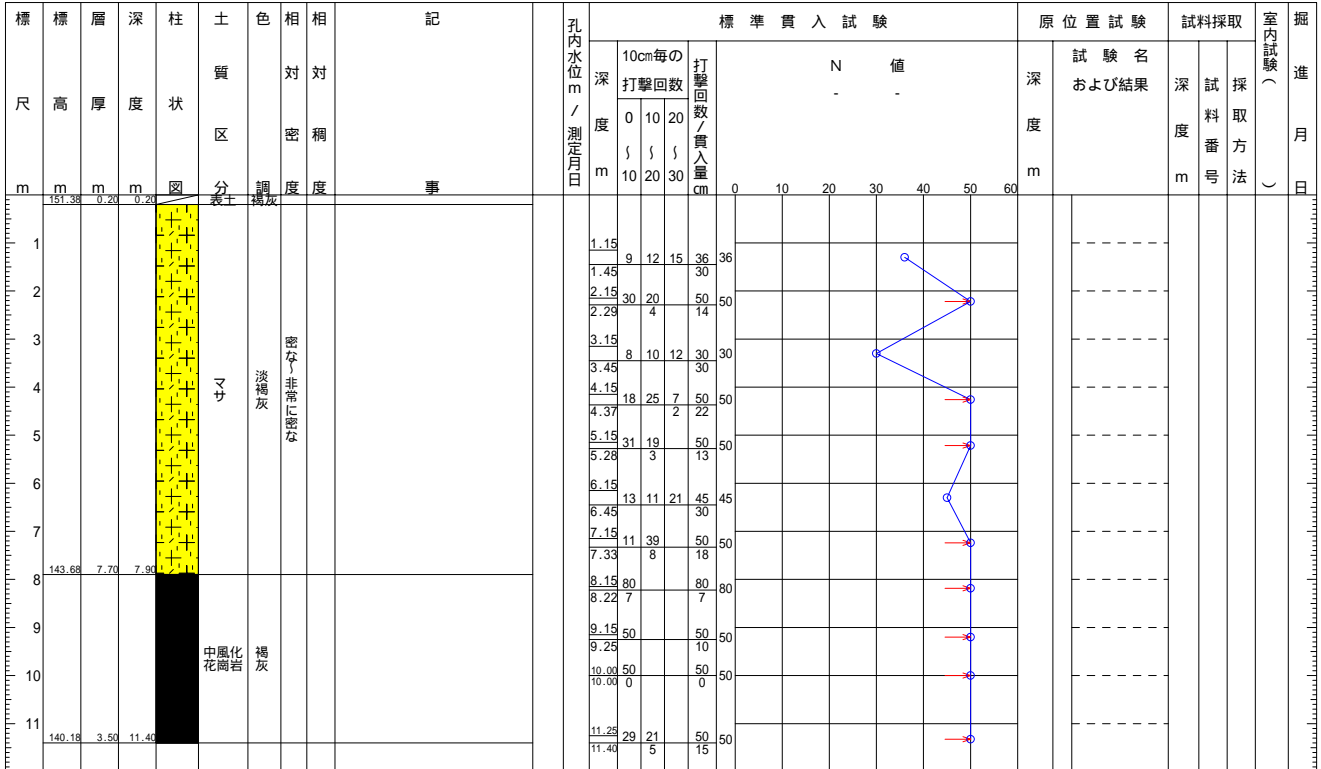 標尺 m
標高 m
層厚 m
深度 m
柱状図
土質区分
色調
相対密度
相対稠度
記事
孔内水位m/測定月日
標準貫入試験
深度 m
10cm毎の打撃回数
0 10 20
〜 〜 〜
10 20 30
打撃回数/貫入量 cm
N 値
- -
0 10 20 30 40 50 60
原位置試験
深度 m
試験名および結果
試料採取
深度 m
試料番号
採取方法
室内試験( )
掘進月日
151.38 0.20 0.20 表土 褐灰
143.68 7.70 7.90 マサ 淡褐灰 密な〜非常に密な
140.18 3.50 11.40 中風化花崗岩 褐灰
1
2
3
4
5
6
7
8
9
10
11
1.15 9 12 15 36 36
1.45 30
2.15 30 20 50 50
2.29 4 14
3.15 8 10 12 30 30
3.45 30
4.15 18 25 7 50 50
4.37 2 22
5.15 31 19 50 50
5.28 3 13
6.15 13 11 21 45 45
6.45 30
7.15 11 39 50 50
7.33 8 18
8.15 80 80 80
8.22 7 7
9.15 50 50 50
9.25 10
10.00 50 50 50
10.00 0 0
11.25 29 21 50 50
11.40 5 15